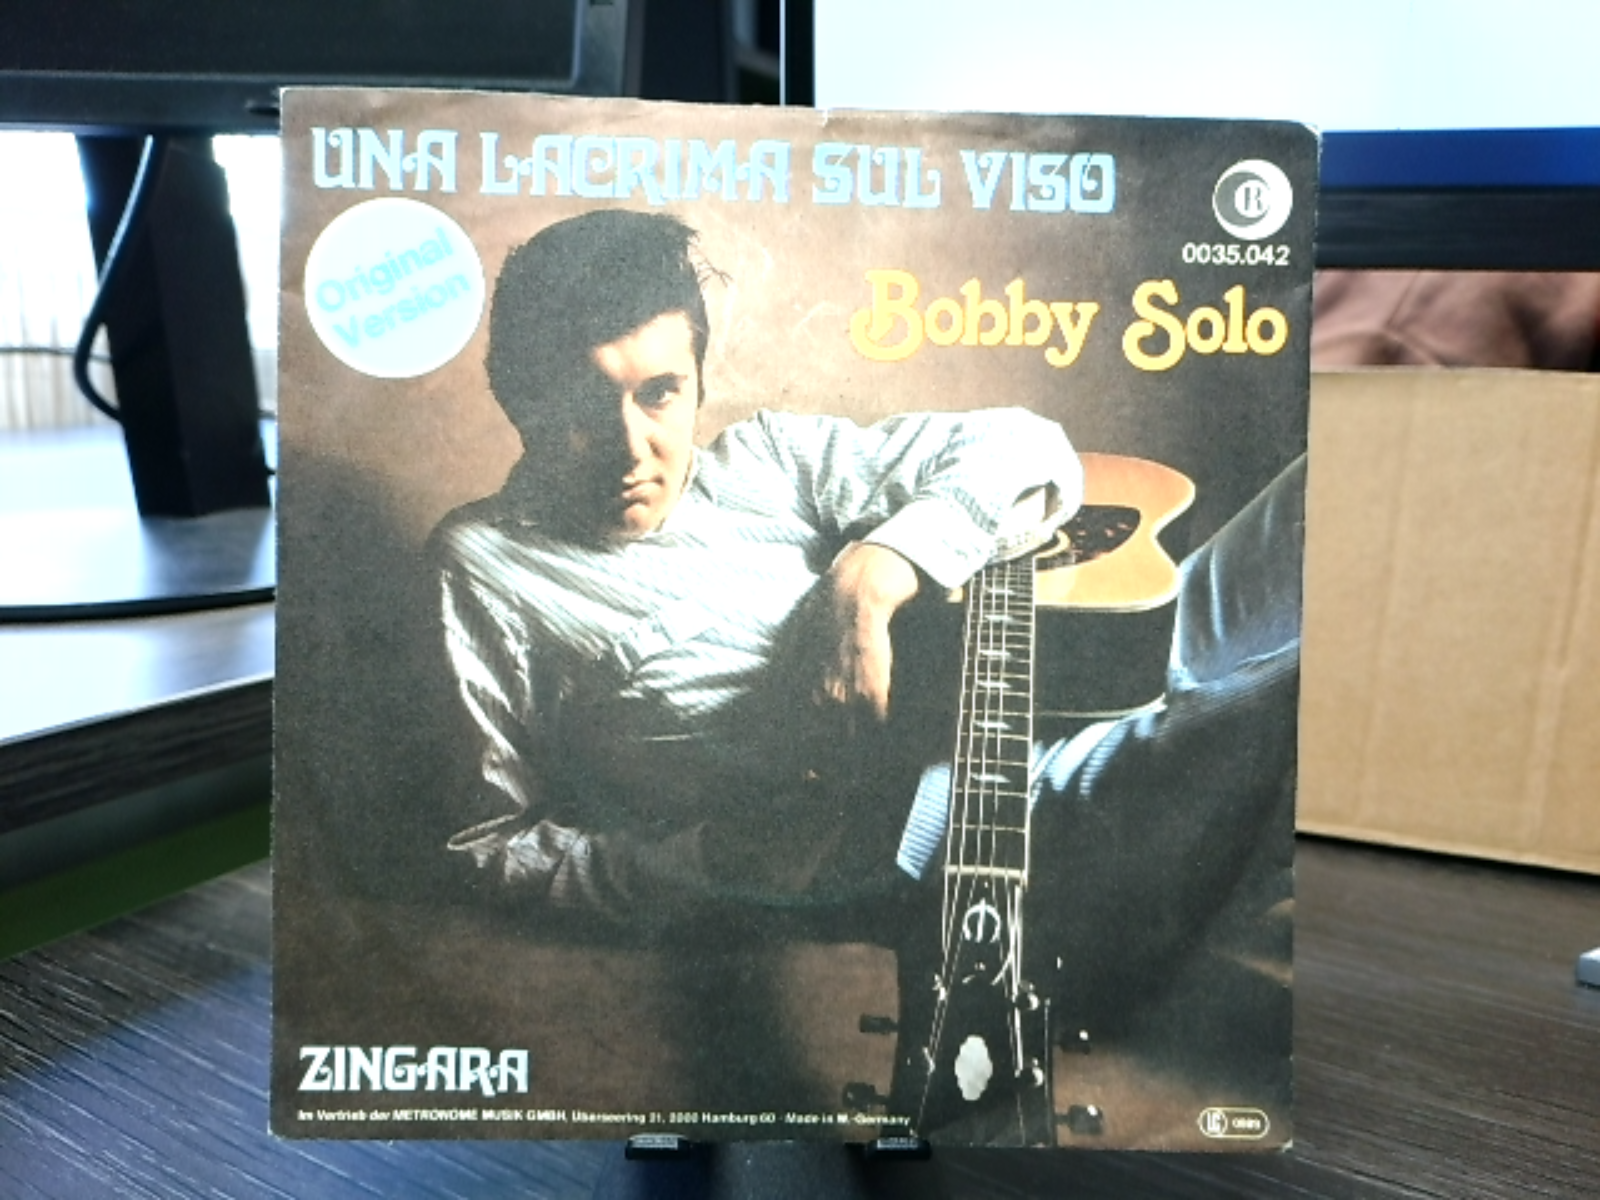 UNA LACRIMA SUL VISO
R
0035.042
Original
Version
Bobby Solo
ZINGARA
Im Vertrieb der METRONOME MUSIK GMBH, Überseering 21, 2000 Hamburg 60 · Made in W.-Germany
LC